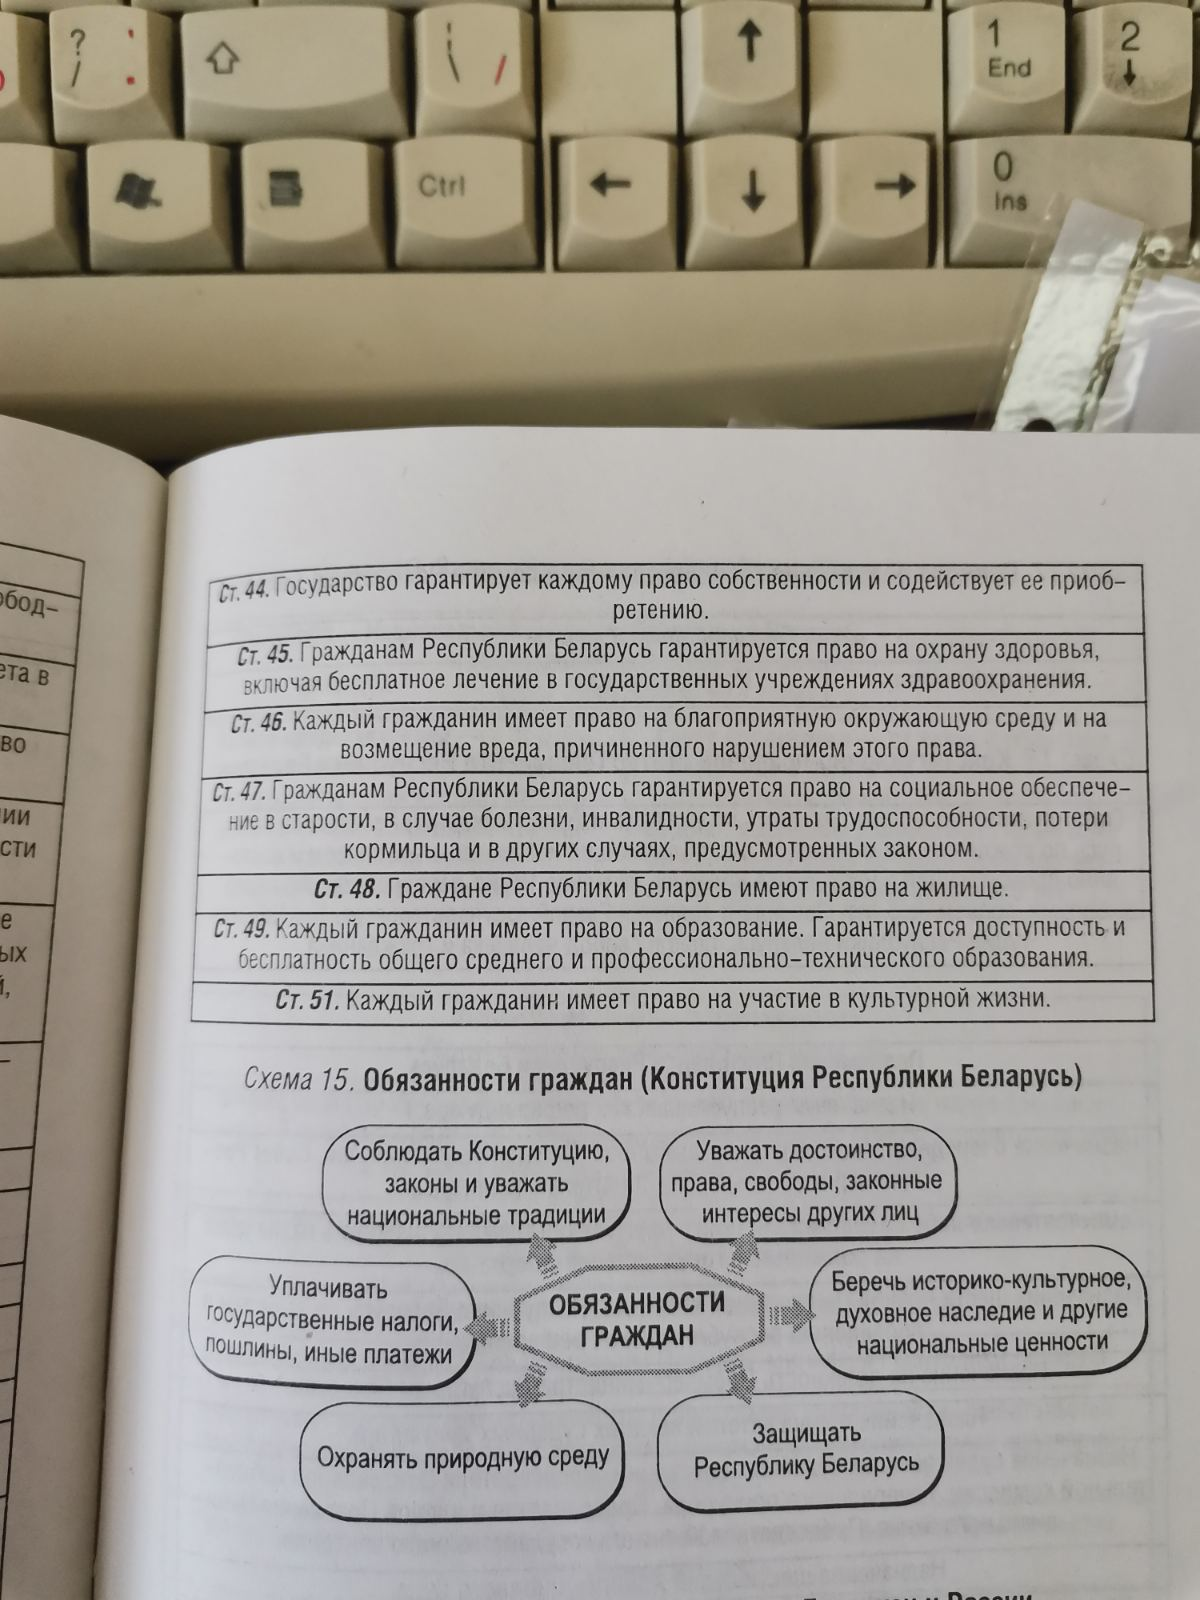 ?
/
\
/
1
End
2
Ctrl
0
Ins
обод–
ета в
во
нии
сти
е
ых
й,
Ст. 44. Государство гарантирует каждому право собственности и содействует ее приоб–
ретению.
Ст. 45. Гражданам Республики Беларусь гарантируется право на охрану здоровья,
включая бесплатное лечение в государственных учреждениях здравоохранения.
Ст. 46. Каждый гражданин имеет право на благоприятную окружающую среду и на
возмещение вреда, причиненного нарушением этого права.
Ст. 47. Гражданам Республики Беларусь гарантируется право на социальное обеспече–
ние в старости, в случае болезни, инвалидности, утраты трудоспособности, потери
кормильца и в других случаях, предусмотренных законом.
Ст. 48. Граждане Республики Беларусь имеют право на жилище.
Ст. 49. Каждый гражданин имеет право на образование. Гарантируется доступность и
бесплатность общего среднего и профессионально–технического образования.
Ст. 51. Каждый гражданин имеет право на участие в культурной жизни.
Схема 15. Обязанности граждан (Конституция Республики Беларусь)
Соблюдать Конституцию,
законы и уважать
национальные традиции
Уважать достоинство,
права, свободы, законные
интересы других лиц
Уплачивать
государственные налоги,
пошлины, иные платежи
ОБЯЗАННОСТИ
ГРАЖДАН
Беречь историко-культурное,
духовное наследие и другие
национальные ценности
Охранять природную среду
Защищать
Республику Беларусь